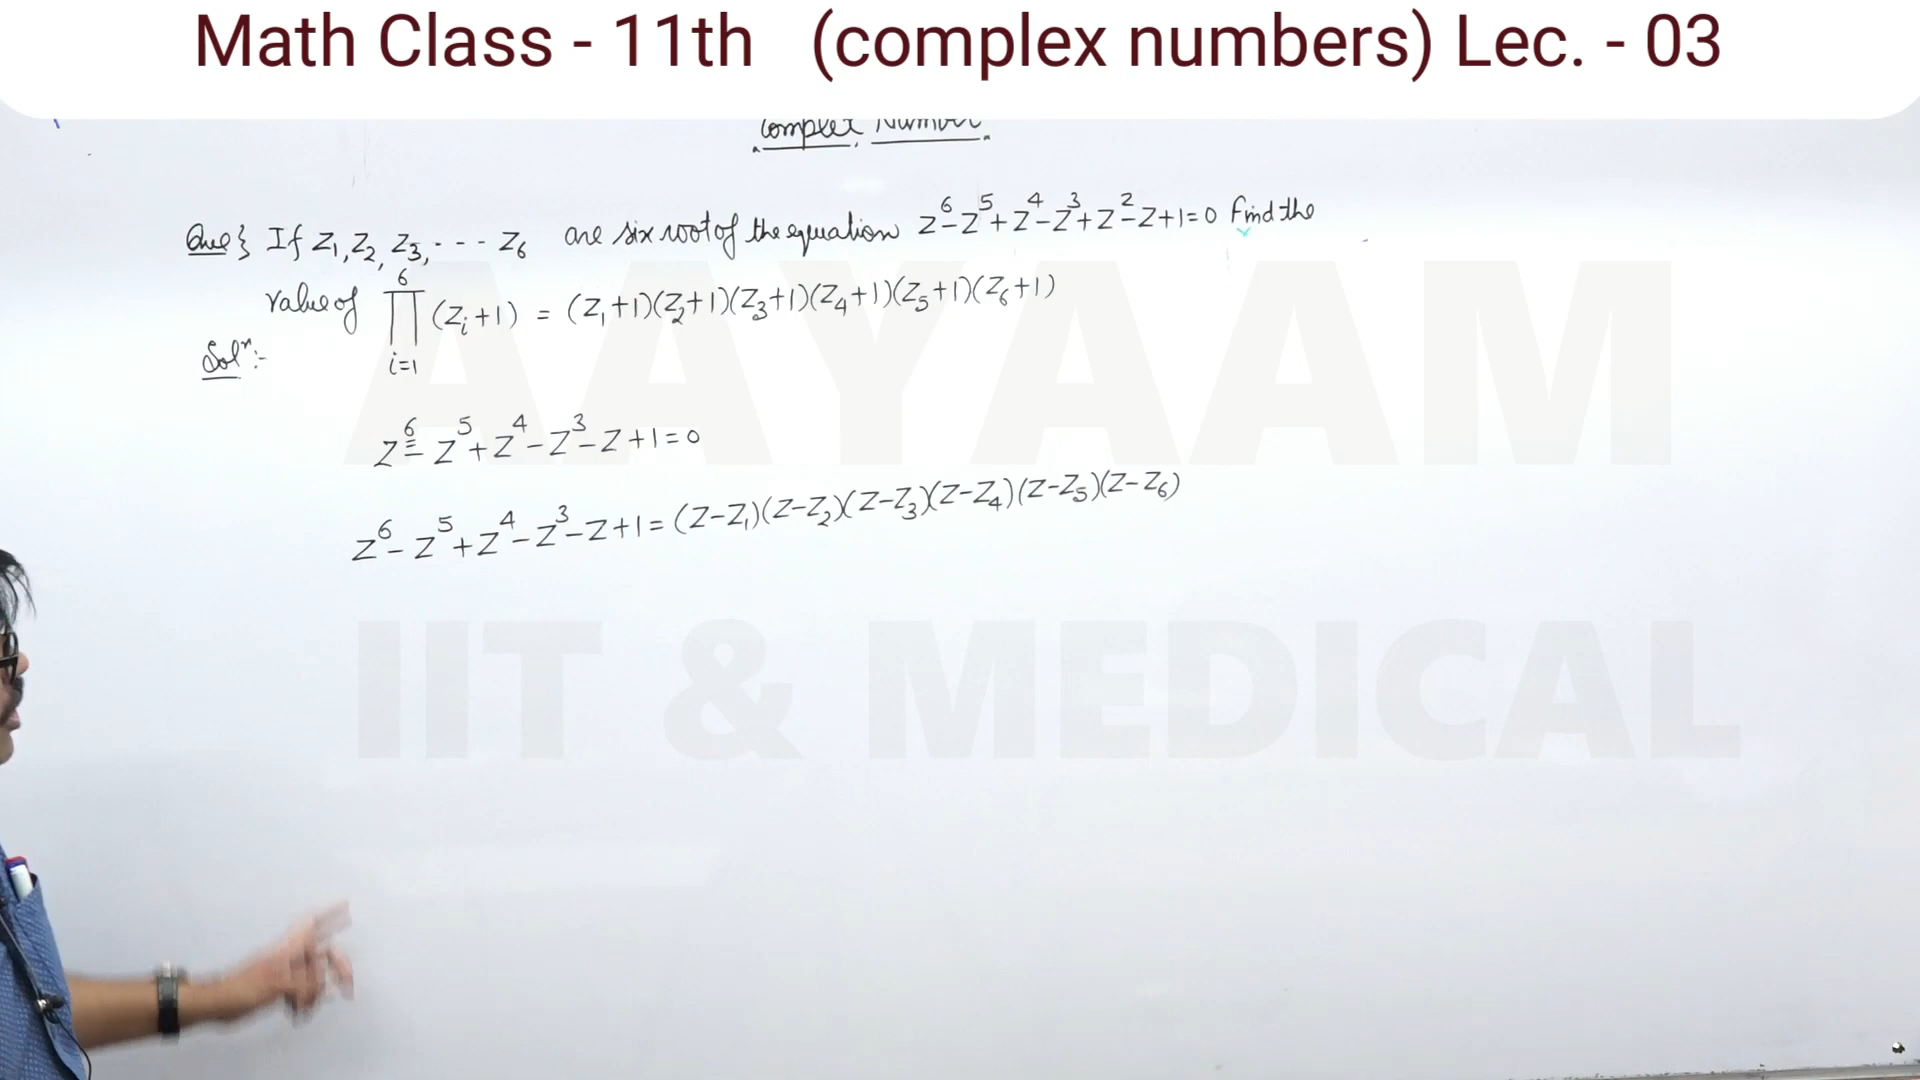 Math Class - 11th (complex numbers) Lec. - 03
Complex Number
Que} If Z₁, Z₂, Z₃, - - - Z₆ are six root of the equation Z⁶-Z⁵+Z⁴-Z³+Z²-Z+1=0 Find the
value of ∏⁶ᵢ₌₁ (Zᵢ+1) = (Z₁+1)(Z₂+1)(Z₃+1)(Z₄+1)(Z₅+1)(Z₆+1)
Solⁿ:-
Z⁶-Z⁵+Z⁴-Z³-Z+1=0
Z⁶-Z⁵+Z⁴-Z³-Z+1=(Z-Z₁)(Z-Z₂)(Z-Z₃)(Z-Z₄)(Z-Z₅)(Z-Z₆)
AAYAAM
IIT & MEDICAL